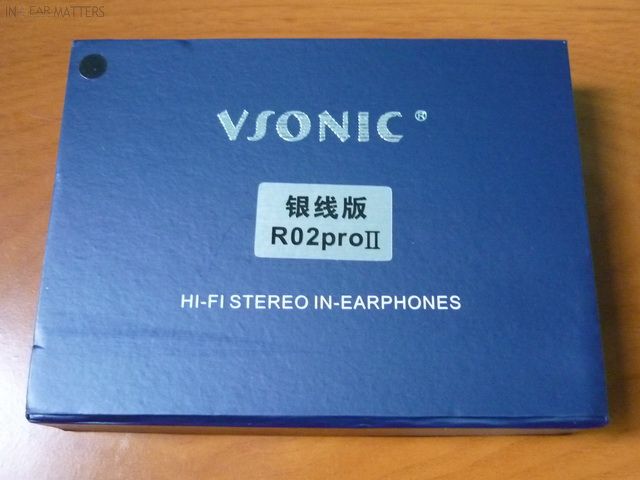 IN EAR MATTERS
VSONIC®
银线版
R02proII
HI-FI STEREO IN-EARPHONES